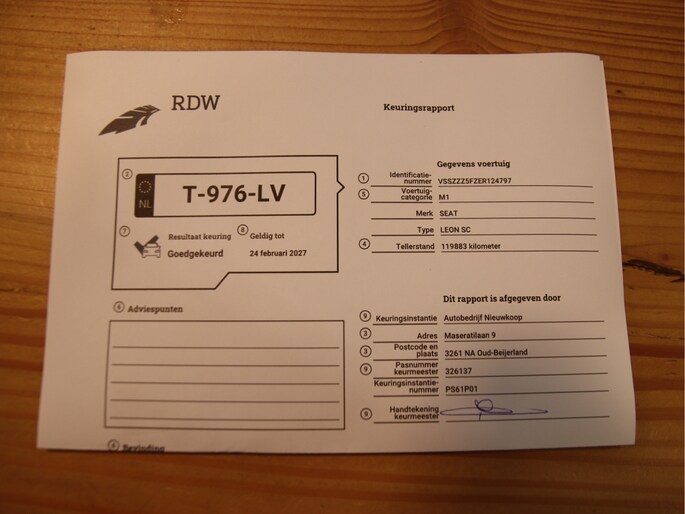 RDW
Keuringsrapport
2
NL
T-976-LV
7 Resultaat keuring
Goedgekeurd
8 Geldig tot
24 februari 2027
6 Adviespunten
6 Bevinding
Gegevens voertuig
1 Identificatie-
nummer VSSZZZ5FZER124797
5 Voertuig-
categorie M1
Merk SEAT
Type LEON SC
4 Tellerstand 119883 kilometer
Dit rapport is afgegeven door
9 Keuringsinstantie Autobedrijf Nieuwkoop
3 Adres Maseratilaan 9
3 Postcode en
plaats 3261 NA Oud-Beijerland
9 Pasnummer
keurmeester 326137
Keuringsinstantie-
nummer PS61P01
9 Handtekening
keurmeester